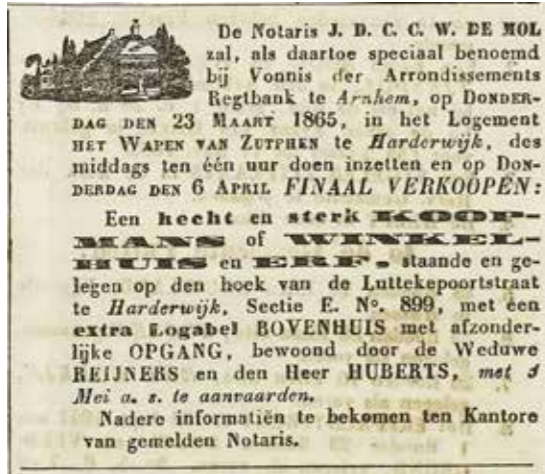 De Notaris J. D. C. C. W. DE MOL
zal, als daartoe speciaal benoemd
bij Vonnis der Arrondissements
Regtbank te Arnhem, op DONDER-
DAG DEN 23 MAART 1865, in het Logement
HET WAPEN VAN ZUTPHEN te Harderwijk, des
middags ten één uur doen inzetten en op DON-
DERDAG DEN 6 APRIL FINAAL VERKOOPEN:
Een hecht en sterk KOOP-
MANS of WINKEL-
HUIS en ERF, staande en ge-
legen op den hoek van de Luttekepoortstraat
te Harderwijk, Sectie E. No. 899, met een
extra Logabel BOVENHUIS met afzonder-
lijke OPGANG, bewoond door de Weduwe
REIJNERS en den Heer HUBERTS, met 1
Mei a. s. te aanvaarden.
Nadere informatiën te bekomen ten Kantore
van gemelden Notaris.